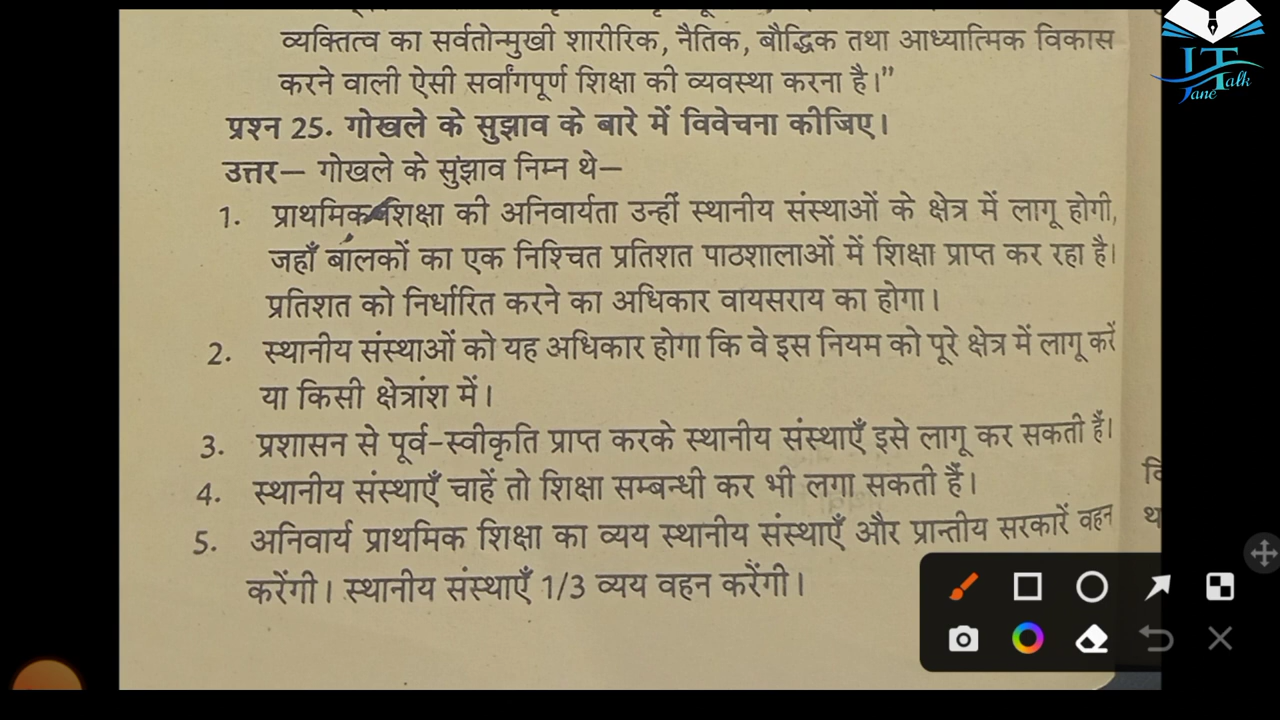 व्यक्तित्व का सर्वतोन्मुखी शारीरिक, नैतिक, बौद्धिक तथा आध्यात्मिक विकास
करने वाली ऐसी सर्वांगपूर्ण शिक्षा की व्यवस्था करना है।”
प्रश्न 25. गोखले के सुझाव के बारे में विवेचना कीजिए।
उत्तर– गोखले के सुंझाव निम्न थे–
1. प्राथमिक शिक्षा की अनिवार्यता उन्हीं स्थानीय संस्थाओं के क्षेत्र में लागू होगी,
जहाँ बालकों का एक निश्चित प्रतिशत पाठशालाओं में शिक्षा प्राप्त कर रहा है।
प्रतिशत को निर्धारित करने का अधिकार वायसराय का होगा।
2. स्थानीय संस्थाओं को यह अधिकार होगा कि वे इस नियम को पूरे क्षेत्र में लागू करें
या किसी क्षेत्रांश में।
3. प्रशासन से पूर्व-स्वीकृति प्राप्त करके स्थानीय संस्थाएँ इसे लागू कर सकती हैं।
4. स्थानीय संस्थाएँ चाहें तो शिक्षा सम्बन्धी कर भी लगा सकती हैं।
5. अनिवार्य प्राथमिक शिक्षा का व्यय स्थानीय संस्थाएँ और प्रान्तीय सरकारें वहन
करेंगी। स्थानीय संस्थाएँ 1/3 व्यय वहन करेंगी।
JTane Talk